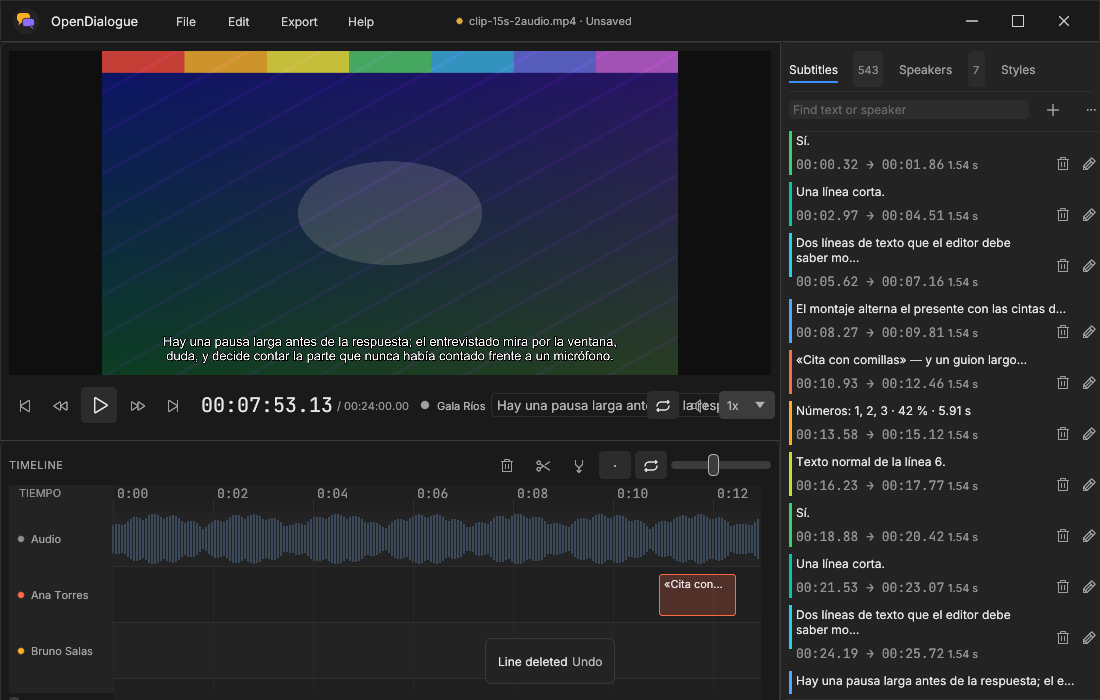 OpenDialogue File Edit Export Help clip-15s-2audio.mp4 · Unsaved
Hay una pausa larga antes de la respuesta; el entrevistado mira por la ventana,
duda, y decide contar la parte que nunca había contado frente a un micrófono.
00:07:53.13 / 00:24:00.00 Gala Ríos Hay una pausa larga ant 1x
TIMELINE
TIEMPO 0:00 0:02 0:04 0:06 0:08 0:10 0:12
Audio
Ana Torres
«Cita con...
Bruno Salas
Line deleted Undo
Subtitles 543 Speakers 7 Styles
Find text or speaker
Sí.
00:00.32 → 00:01.86 1.54 s
Una línea corta.
00:02.97 → 00:04.51 1.54 s
Dos líneas de texto que el editor debe
saber mo...
00:05.62 → 00:07.16 1.54 s
El montaje alterna el presente con las cintas d...
00:08.27 → 00:09.81 1.54 s
«Cita con comillas» — y un guion largo...
00:10.93 → 00:12.46 1.54 s
Números: 1, 2, 3 · 42 % · 5.91 s
00:13.58 → 00:15.12 1.54 s
Texto normal de la línea 6.
00:16.23 → 00:17.77 1.54 s
Sí.
00:18.88 → 00:20.42 1.54 s
Una línea corta.
00:21.53 → 00:23.07 1.54 s
Dos líneas de texto que el editor debe
saber mo...
00:24.19 → 00:25.72 1.54 s
Hay una pausa larga antes de la respuesta; el e...